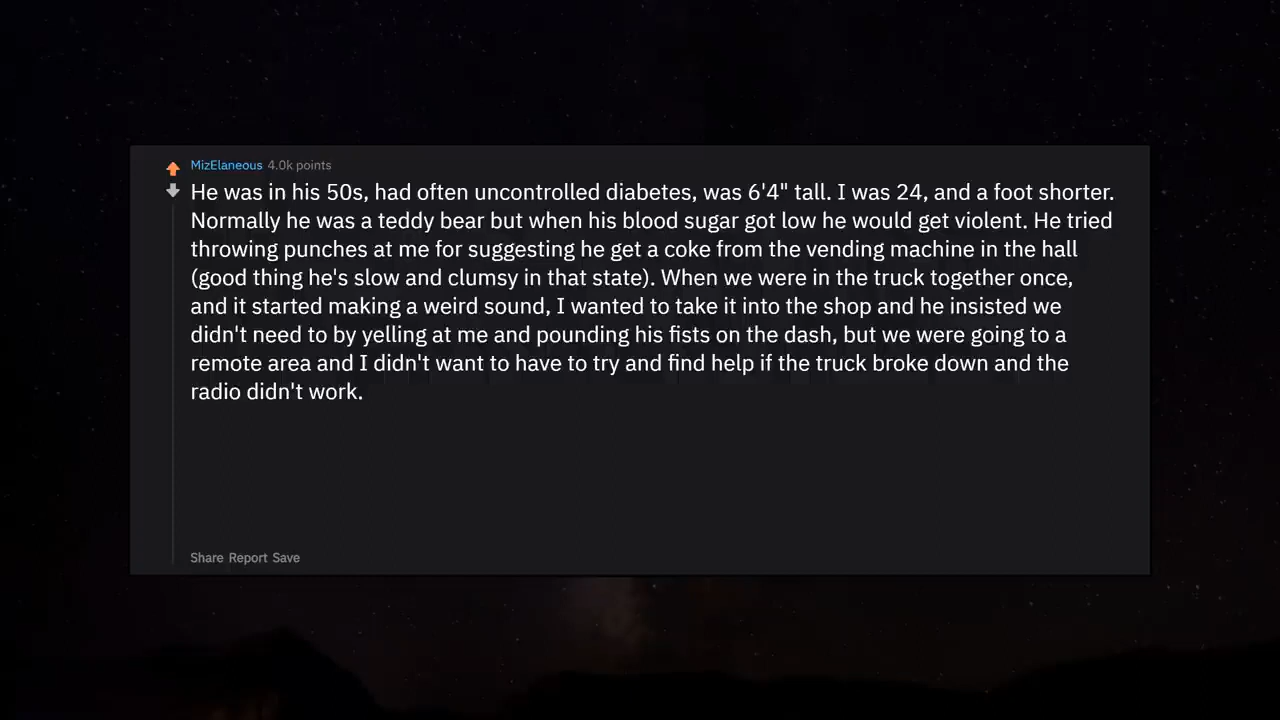 MizElaneous 4.0k points
He was in his 50s, had often uncontrolled diabetes, was 6'4" tall. I was 24, and a foot shorter.
Normally he was a teddy bear but when his blood sugar got low he would get violent. He tried
throwing punches at me for suggesting he get a coke from the vending machine in the hall
(good thing he's slow and clumsy in that state). When we were in the truck together once,
and it started making a weird sound, I wanted to take it into the shop and he insisted we
didn't need to by yelling at me and pounding his fists on the dash, but we were going to a
remote area and I didn't want to have to try and find help if the truck broke down and the
radio didn't work.
Share Report Save